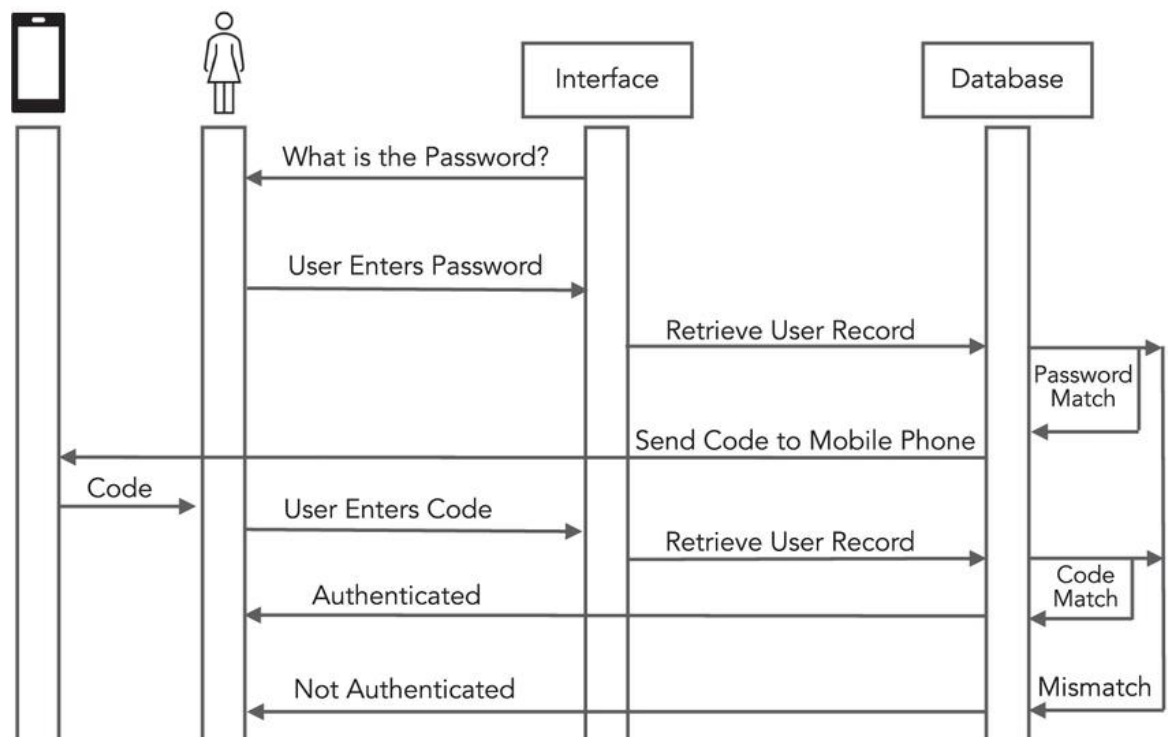 Interface
Database
What is the Password?
User Enters Password
Retrieve User Record
Password
Match
Send Code to Mobile Phone
Code
User Enters Code
Retrieve User Record
Code
Match
Authenticated
Not Authenticated
Mismatch